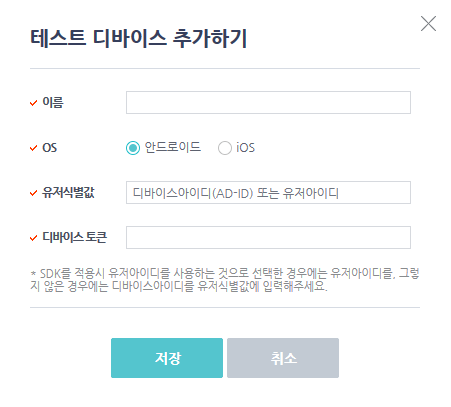 테스트 디바이스 추가하기
이름
OS 안드로이드 iOS
유저식별값 디바이스아이디(AD-ID) 또는 유저아이디
디바이스 토큰
* SDK를 적용시 유저아이디를 사용하는 것으로 선택한 경우에는 유저아이디를, 그렇
지 않은 경우에는 디바이스아이디를 유저식별값에 입력해주세요.
저장 취소